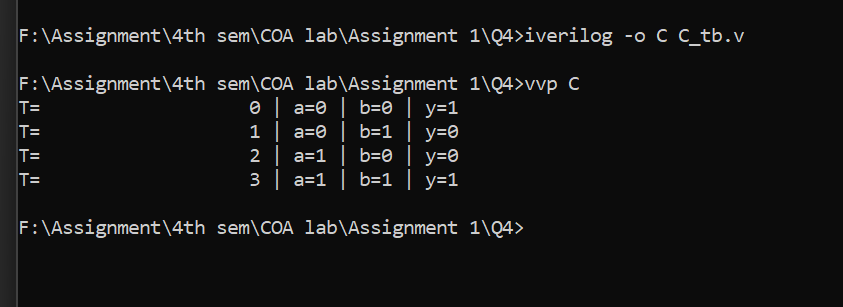 F:\Assignment\4th sem\COA lab\Assignment 1\Q4>iverilog -o C C_tb.v
F:\Assignment\4th sem\COA lab\Assignment 1\Q4>vvp C
T=                   0 | a=0 | b=0 | y=1
T=                   1 | a=0 | b=1 | y=0
T=                   2 | a=1 | b=0 | y=0
T=                   3 | a=1 | b=1 | y=1
F:\Assignment\4th sem\COA lab\Assignment 1\Q4>